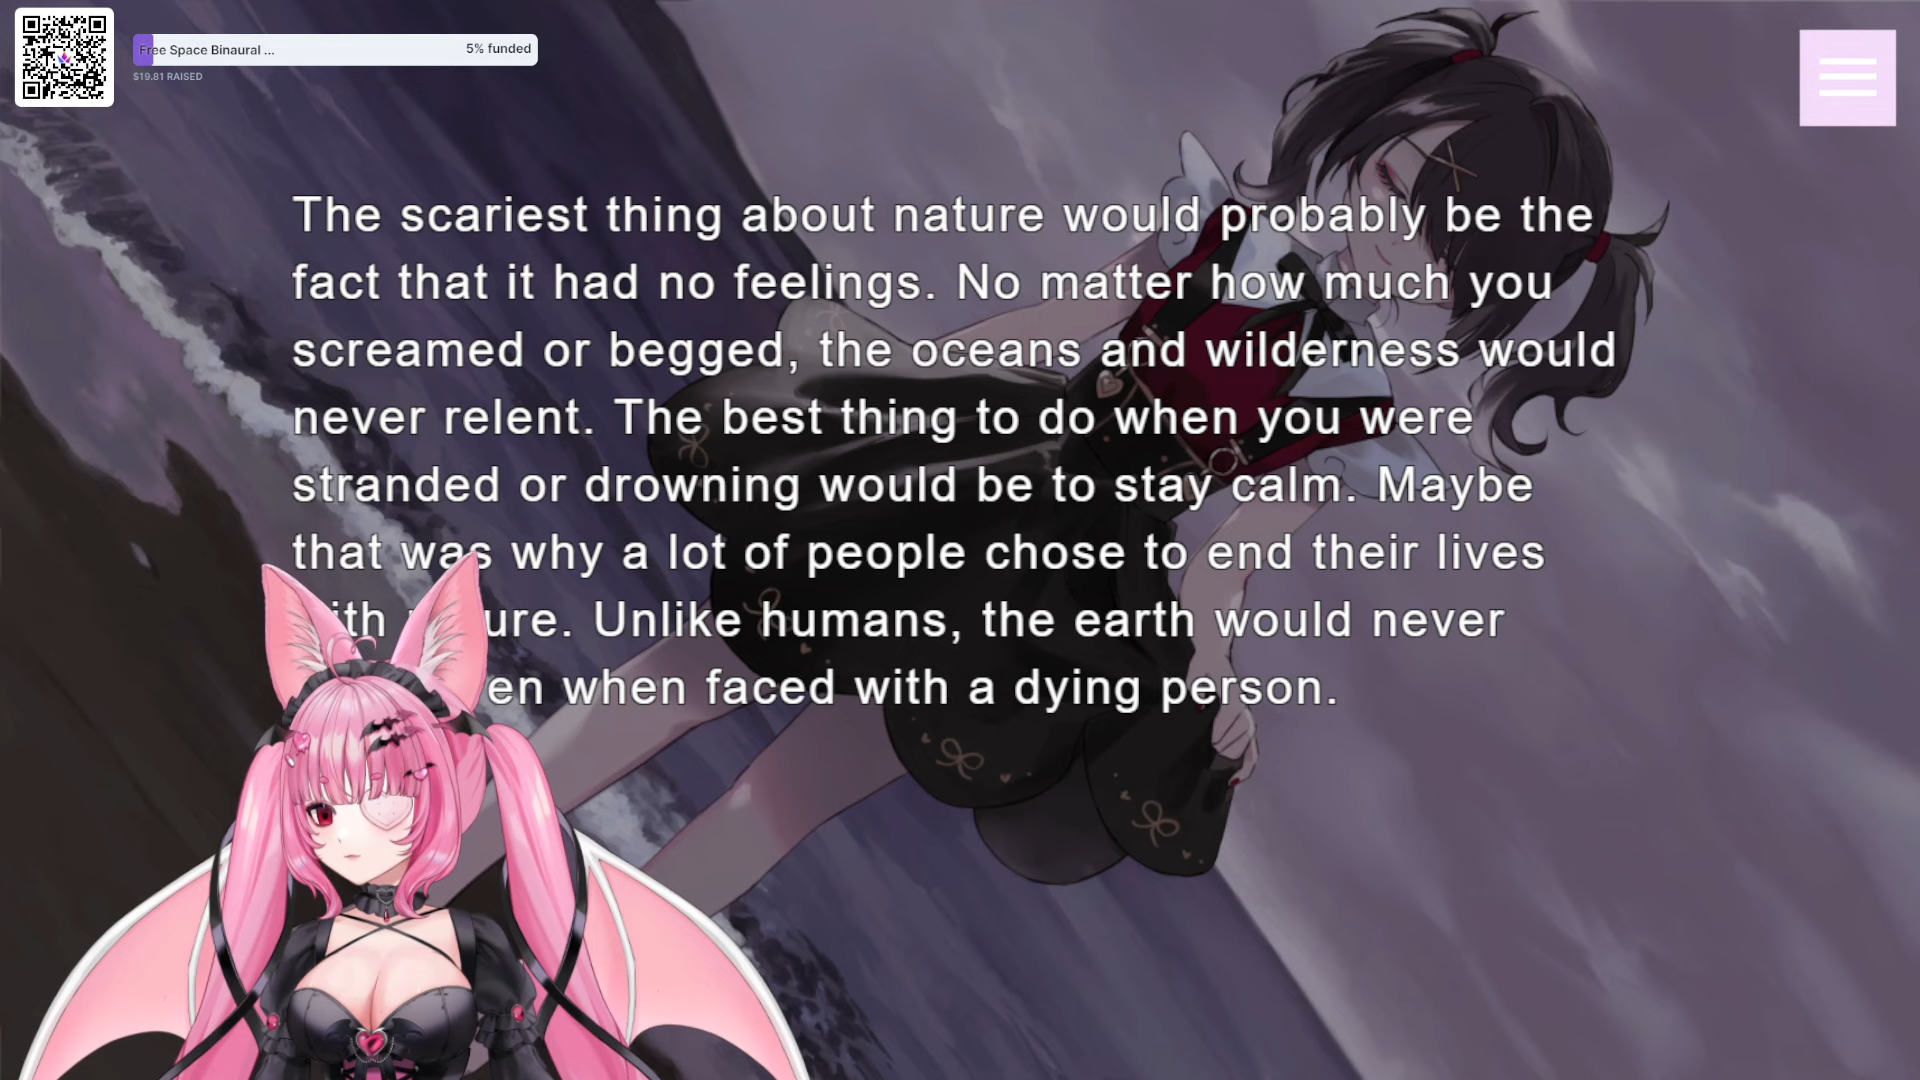 Free Space Binaural ...
5% funded
$19.81 RAISED
The scariest thing about nature would probably be the
fact that it had no feelings. No matter how much you
screamed or begged, the oceans and wilderness would
never relent. The best thing to do when you were
stranded or drowning would be to stay calm. Maybe
that was why a lot of people chose to end their lives
Unlike humans, the earth would never
when faced with a dying person.